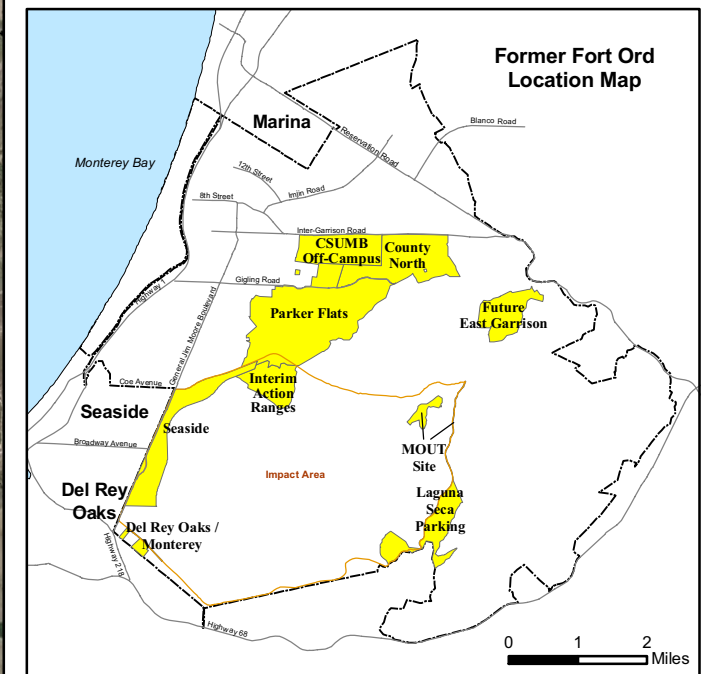 Former Fort Ord
Location Map
Marina
Blanco Road
Reservation Road
Monterey Bay
12th Street
Imjin Road
8th Street
Inter-Garrison Road
CSUMB
Off-Campus
County
North
Gigling Road
Highway 1
General Jim Moore Boulevard
Parker Flats
Future
East Garrison
Coe Avenue
Interim
Action
Ranges
Seaside
Seaside
Broadway Avenue
MOUT
Site
Impact Area
Del Rey
Oaks
Laguna
Seca
Parking
Del Rey Oaks /
Monterey
Highway 218
Highway 68
0 1 2
Miles